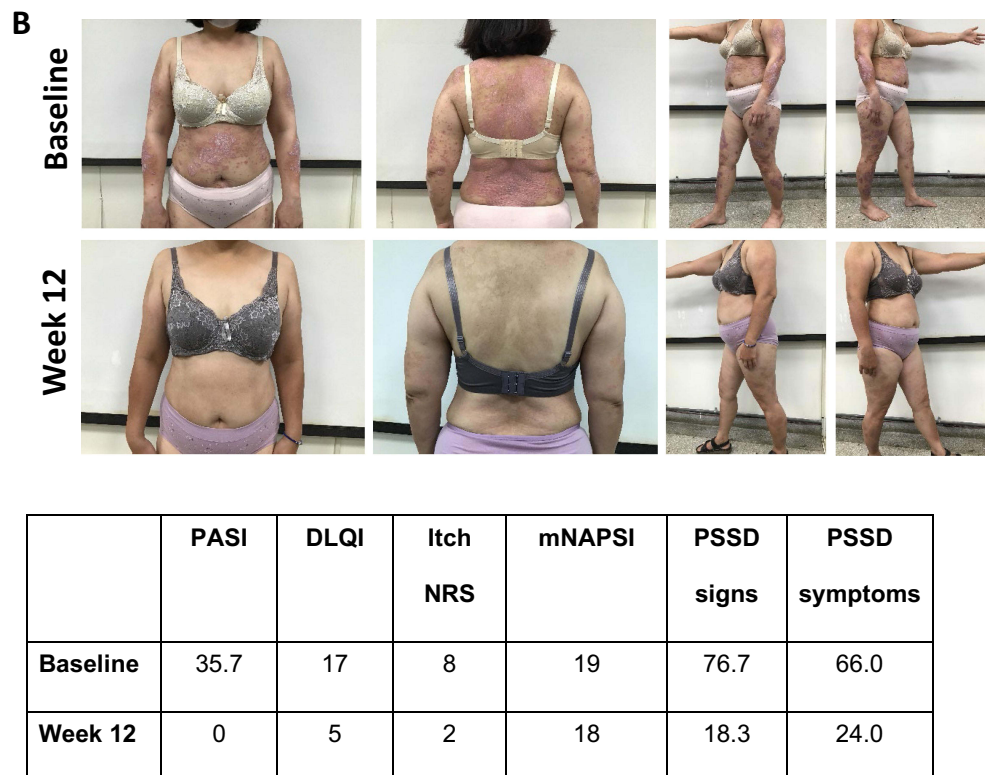 B
Baseline
Week 12
PASI DLQI Itch NRS mNAPSI PSSD signs PSSD symptoms
Baseline 35.7 17 8 19 76.7 66.0
Week 12 0 5 2 18 18.3 24.0